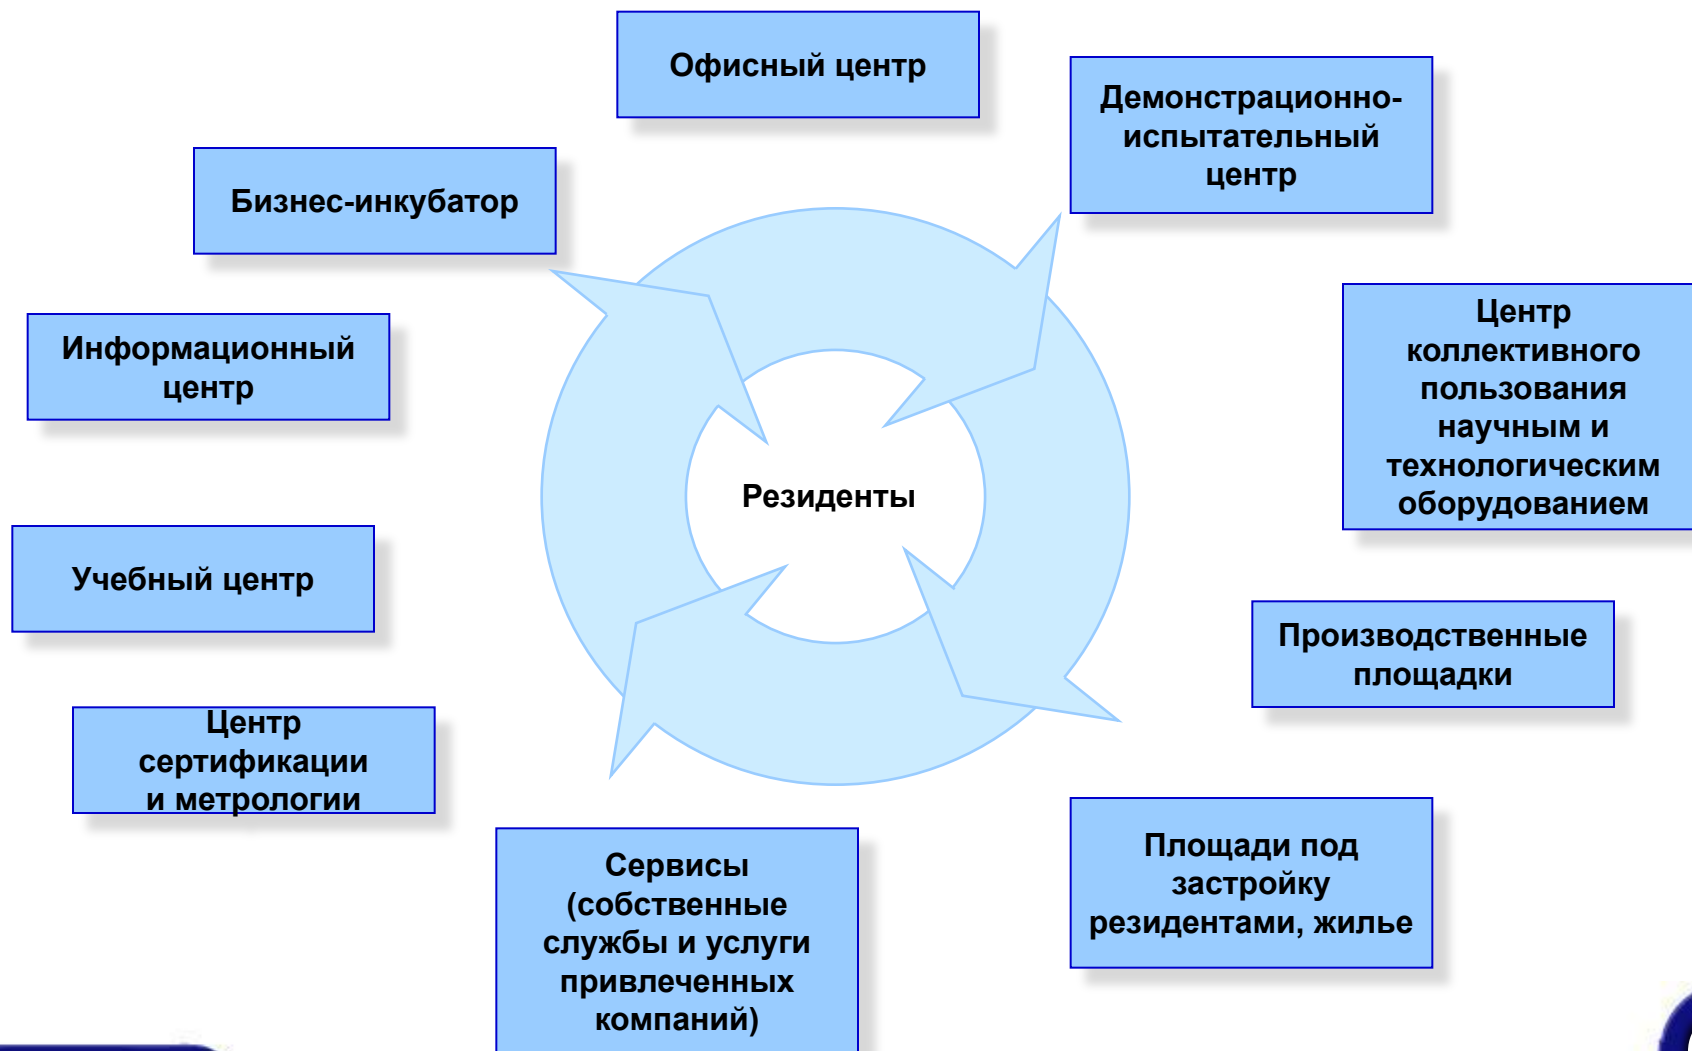 Офисный центр
Демонстрационно-
испытательный
центр
Бизнес-инкубатор
Центр
коллективного
пользования
научным и
технологическим
оборудованием
Информационный
центр
Резиденты
Учебный центр
Производственные
площадки
Центр
сертификации
и метрологии
Площади под
застройку
резидентами, жилье
Сервисы
(собственные
службы и услуги
привлеченных
компаний)